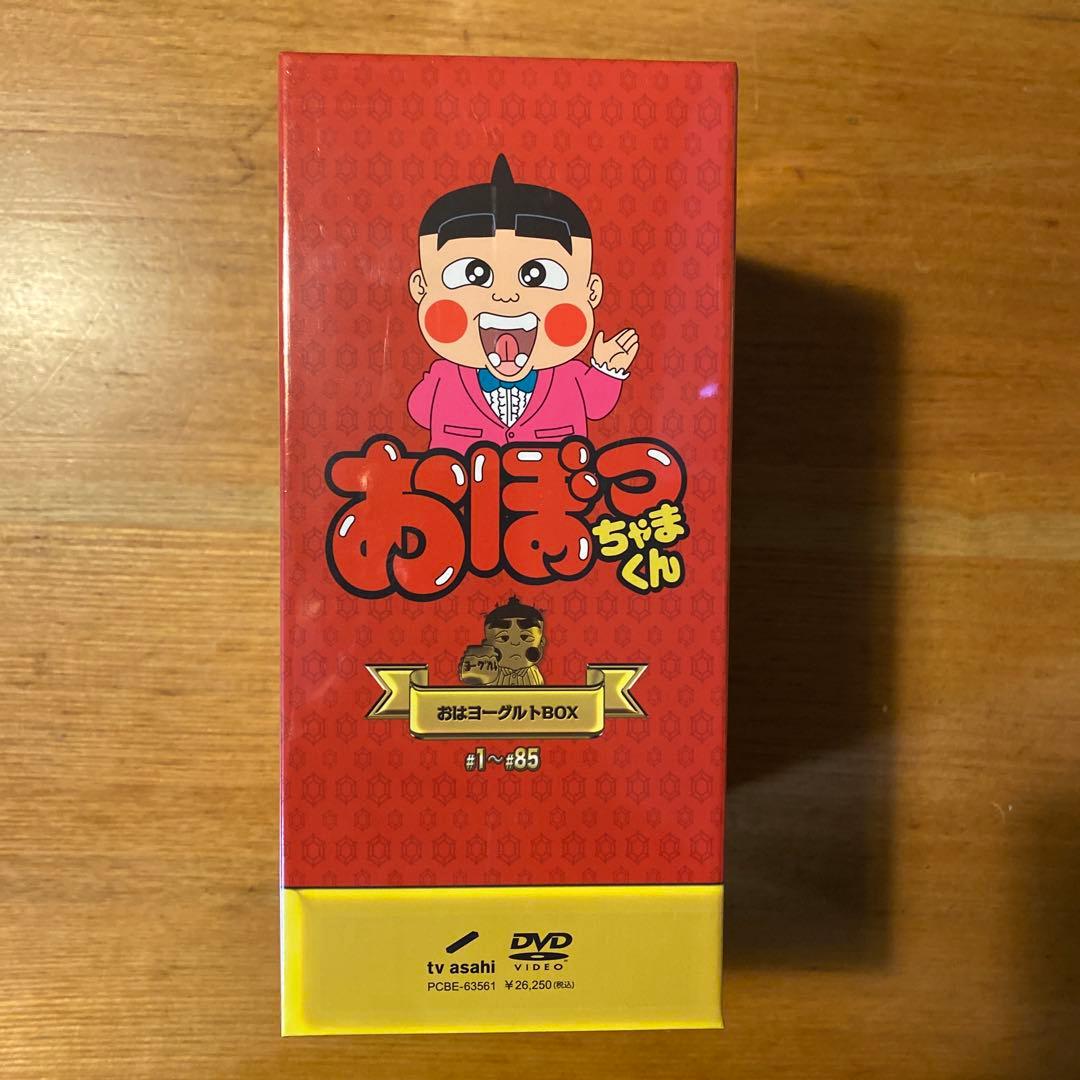 おぼっ
ちゃま
くん
ヨーグルト
おはヨーグルトBOX
#1～#85
tv asahi
DVD
VIDEO
PCBE-63561 ￥26,250(税込)